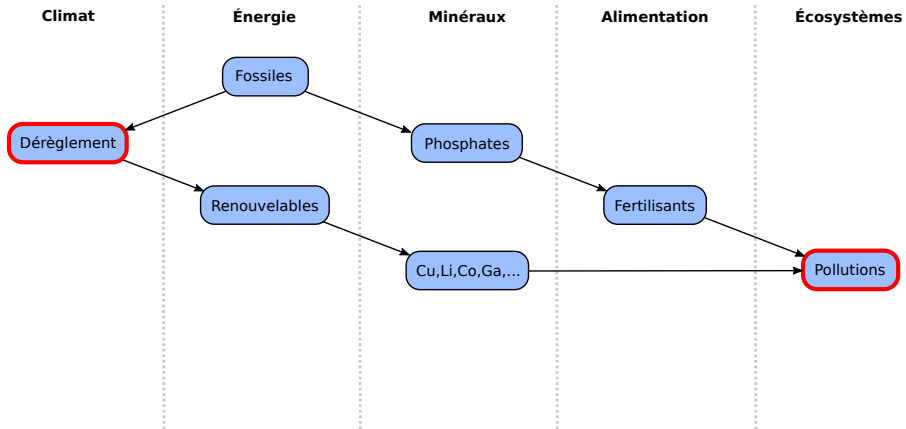 Climat
Énergie
Minéraux
Alimentation
Écosystèmes
Fossiles
Dérèglement
Phosphates
Renouvelables
Fertilisants
Cu,Li,Co,Ga,...
Pollutions